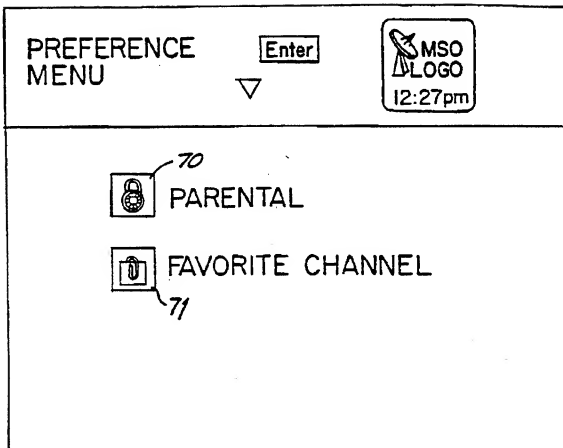 PREFERENCE
MENU
Enter
MSO
LOGO
12:27pm
70
PARENTAL
FAVORITE CHANNEL
71